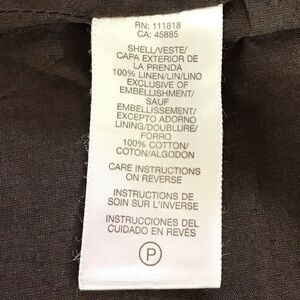 RN: 111818
CA: 45885
SHELL/VESTE/
CAPA EXTERIOR DE
LA PRENDA
100% LINEN/LIN/LINO
EXCLUSIVE OF
EMBELLISHMENT/
SAUF
EMBELLISSEMENT/
EXCEPTO ADORNO
LINING/DOUBLURE/
FORRO
100% COTTON/
COTON/ALGODON
CARE INSTRUCTIONS
ON REVERSE
INSTRUCTIONS DE
SOIN SUR L'INVERSE
INSTRUCCIONES DEL
CUIDADO EN REVÉS
P